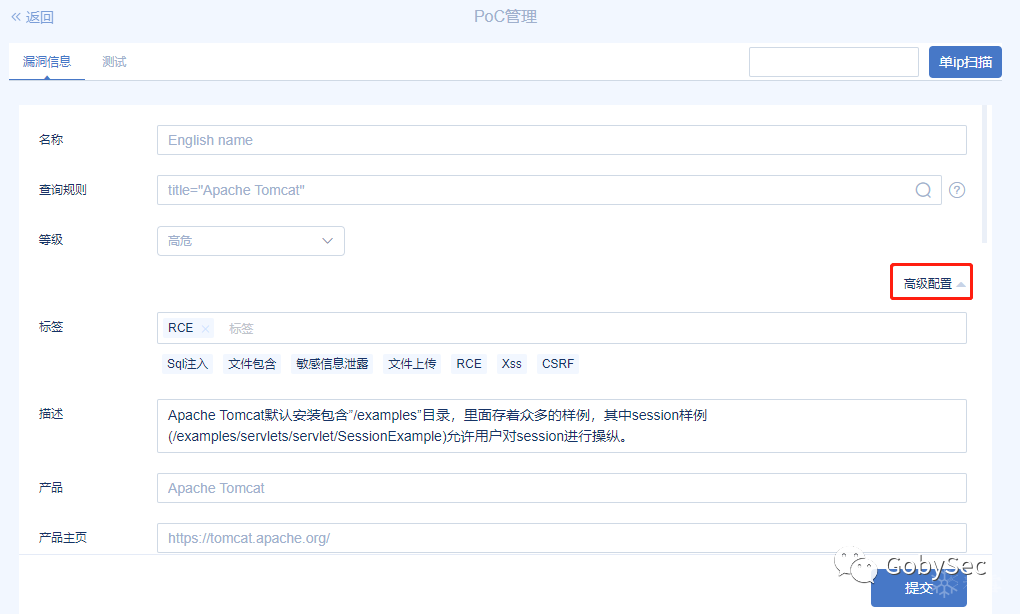 « 返回
PoC管理
漏洞信息 测试
单ip扫描
名称 English name
查询规则 title="Apache Tomcat"
等级 高危
高级配置
标签 RCE × 标签
Sql注入 文件包含 敏感信息泄露 文件上传 RCE Xss CSRF
描述 Apache Tomcat默认安装包含"/examples"目录，里面存着众多的样例，其中session样例
(/examples/servlets/servlet/SessionExample)允许用户对session进行操纵。
产品 Apache Tomcat
产品主页 https://tomcat.apache.org/
GobySec
提交